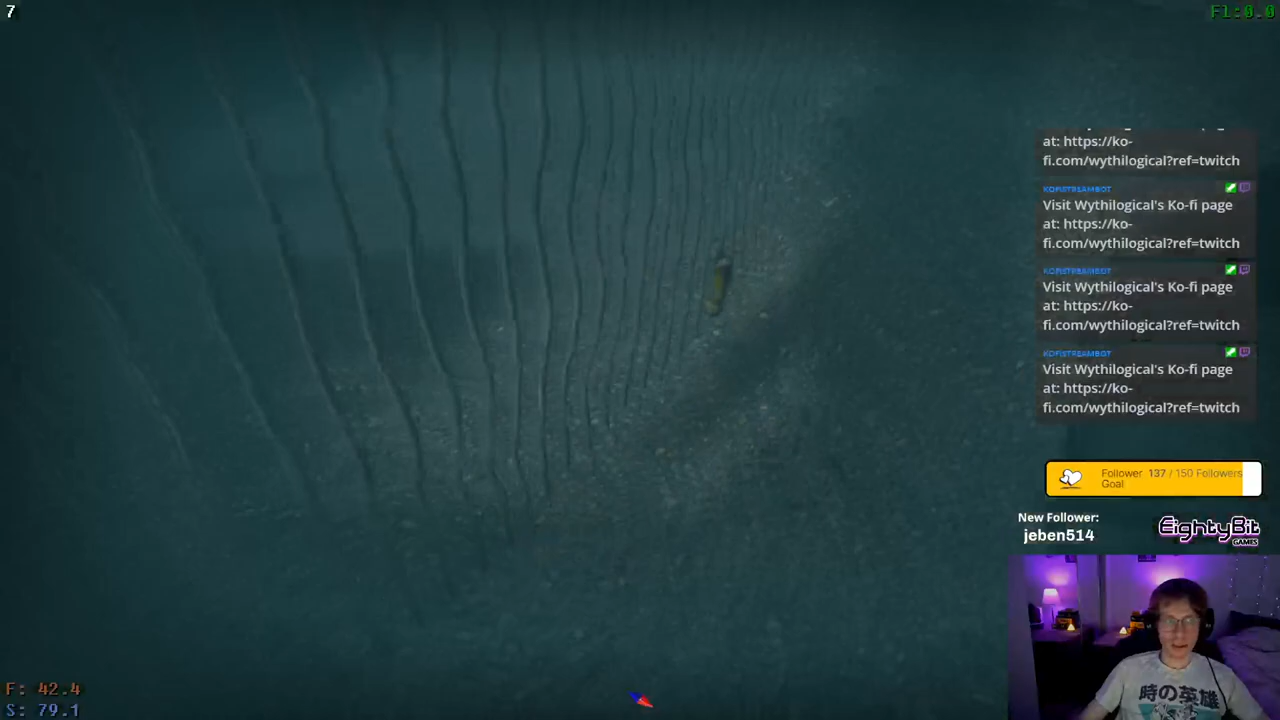 7
F1:0.0
at: https://ko-
fi.com/wythilogical?ref=twitch
KOFISTREAMBOT
Visit Wythilogical's Ko-fi page
at: https://ko-
fi.com/wythilogical?ref=twitch
KOFISTREAMBOT
Visit Wythilogical's Ko-fi page
at: https://ko-
fi.com/wythilogical?ref=twitch
KOFISTREAMBOT
Visit Wythilogical's Ko-fi page
at: https://ko-
fi.com/wythilogical?ref=twitch
Follower 137 / 150 Followers
Goal
New Follower:
jeben514
EightyBit
GAMES
時の英雄
F: 42.4
S: 79.1